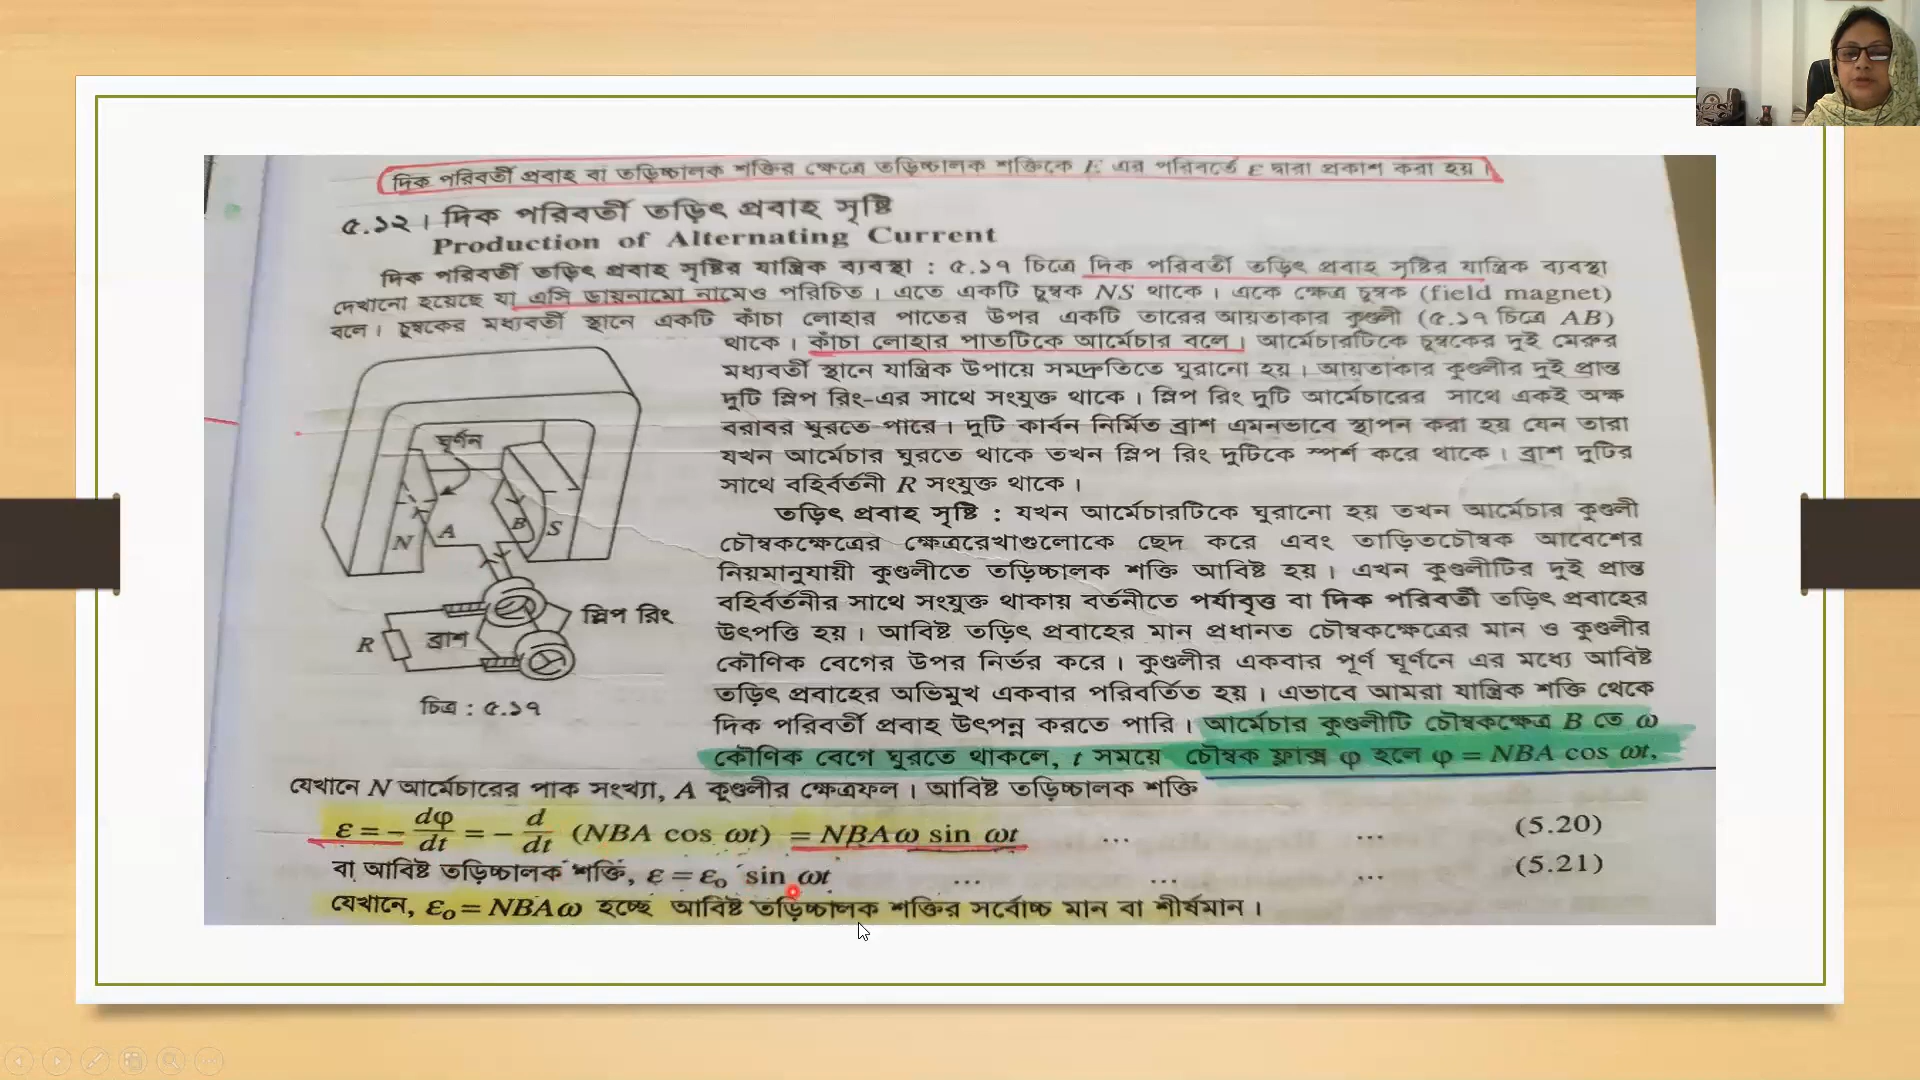 দিক পরিবর্তী প্রবাহ বা তড়িচ্চালক শক্তির ক্ষেত্রে তড়িচ্চালক শক্তিকে E এর পরিবর্তে ε দ্বারা প্রকাশ করা হয়।
৫.১২। দিক পরিবর্তী তড়িৎ প্রবাহ সৃষ্টি
Production of Alternating Current
দিক পরিবর্তী তড়িৎ প্রবাহ সৃষ্টির যান্ত্রিক ব্যবস্থা : ৫.১৭ চিত্রে দিক পরিবর্তী তড়িৎ প্রবাহ সৃষ্টির যান্ত্রিক ব্যবস্থা
দেখানো হয়েছে যা এসি ডায়নামো নামেও পরিচিত। এতে একটি চুম্বক NS থাকে। একে ক্ষেত্র চুম্বক (field magnet)
বলে। চুম্বকের মধ্যবর্তী স্থানে একটি কাঁচা লোহার পাতের উপর একটি তারের আয়তাকার কুণ্ডলী (৫.১৭ চিত্রে AB)
থাকে। কাঁচা লোহার পাতটিকে আর্মেচার বলে। আর্মেচারটিকে চুম্বকের দুই মেরুর
মধ্যবর্তী স্থানে যান্ত্রিক উপায়ে সমদ্রুতিতে ঘুরানো হয়। আয়তাকার কুণ্ডলীর দুই প্রান্ত
দুটি স্লিপ রিং-এর সাথে সংযুক্ত থাকে। স্লিপ রিং দুটি আর্মেচারের সাথে একই অক্ষ
বরাবর ঘুরতে পারে। দুটি কার্বন নির্মিত ব্রাশ এমনভাবে স্থাপন করা হয় যেন তারা
যখন আর্মেচার ঘুরতে থাকে তখন স্লিপ রিং দুটিকে স্পর্শ করে থাকে। ব্রাশ দুটির
সাথে বহির্বর্তনী R সংযুক্ত থাকে।
ঘূর্ণন
N
A
B
S
স্লিপ রিং
R
ব্রাশ
চিত্র : ৫.১৭
তড়িৎ প্রবাহ সৃষ্টি : যখন আর্মেচারটিকে ঘুরানো হয় তখন আর্মেচার কুণ্ডলী
চৌম্বকক্ষেত্রের ক্ষেত্ররেখাগুলোকে ছেদ করে এবং তাড়িতচৌম্বক আবেশের
নিয়মানুযায়ী কুণ্ডলীতে তড়িচ্চালক শক্তি আবিষ্ট হয়। এখন কুণ্ডলীটির দুই প্রান্ত
বহির্বর্তনীর সাথে সংযুক্ত থাকায় বর্তনীতে পর্যাবৃত্ত বা দিক পরিবর্তী তড়িৎ প্রবাহের
উৎপত্তি হয়। আবিষ্ট তড়িৎ প্রবাহের মান প্রধানত চৌম্বকক্ষেত্রের মান ও কুণ্ডলীর
কৌণিক বেগের উপর নির্ভর করে। কুণ্ডলীর একবার পূর্ণ ঘূর্ণনে এর মধ্যে আবিষ্ট
তড়িৎ প্রবাহের অভিমুখ একবার পরিবর্তিত হয়। এভাবে আমরা যান্ত্রিক শক্তি থেকে
দিক পরিবর্তী প্রবাহ উৎপন্ন করতে পারি। আর্মেচার কুণ্ডলীটি চৌম্বকক্ষেত্র B তে ω
কৌণিক বেগে ঘুরতে থাকলে, t সময়ে চৌম্বক ফ্লাক্স φ হলে φ = NBA cos ωt,
যেখানে N আর্মেচারের পাক সংখ্যা, A কুণ্ডলীর ক্ষেত্রফল। আবিষ্ট তড়িচ্চালক শক্তি
ε = − dφ/dt = − d/dt (NBA cos ωt) = NBAω sin ωt ... ... (5.20)
বা আবিষ্ট তড়িচ্চালক শক্তি, ε = ε₀ sin ωt ... ... ... (5.21)
যেখানে, ε₀ = NBAω হচ্ছে আবিষ্ট তড়িচ্চালক শক্তির সর্বোচ্চ মান বা শীর্ষমান।